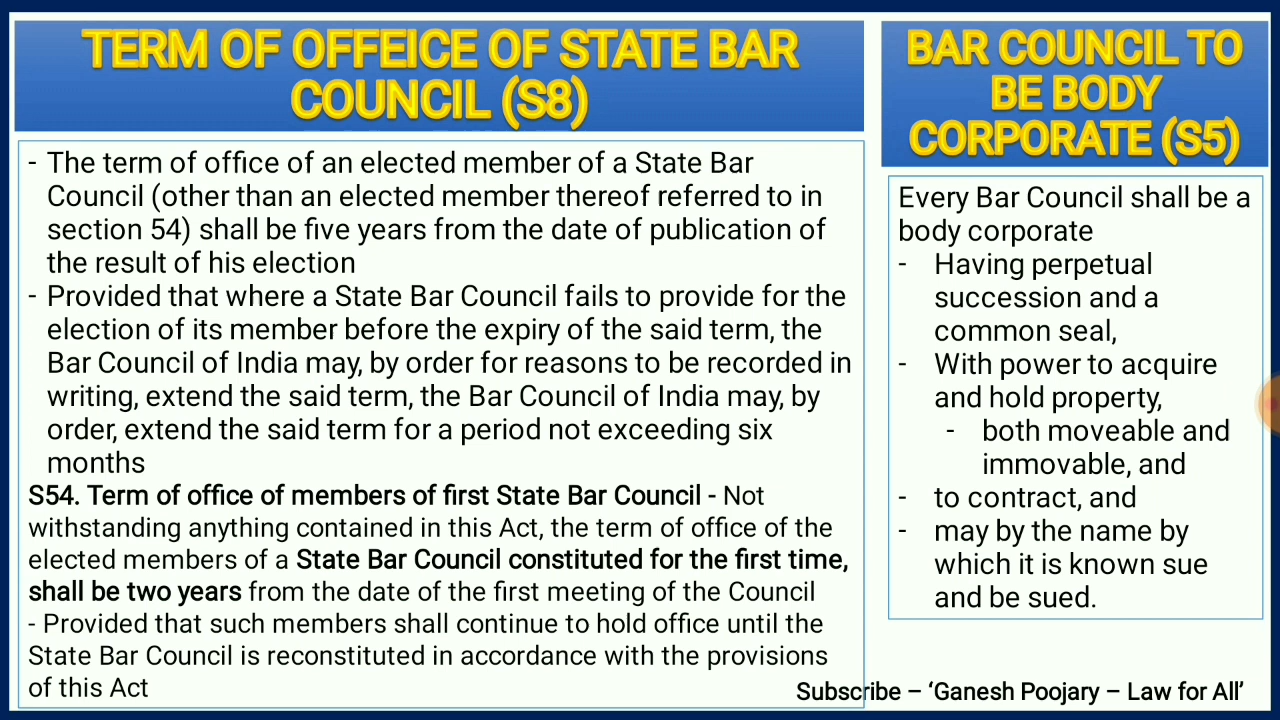 TERM OF OFFEICE OF STATE BAR
COUNCIL (S8)
- The term of office of an elected member of a State Bar
Council (other than an elected member thereof referred to in
section 54) shall be five years from the date of publication of
the result of his election
- Provided that where a State Bar Council fails to provide for the
election of its member before the expiry of the said term, the
Bar Council of India may, by order for reasons to be recorded in
writing, extend the said term, the Bar Council of India may, by
order, extend the said term for a period not exceeding six
months
S54. Term of office of members of first State Bar Council - Not
withstanding anything contained in this Act, the term of office of the
elected members of a State Bar Council constituted for the first time,
shall be two years from the date of the first meeting of the Council
- Provided that such members shall continue to hold office until the
State Bar Council is reconstituted in accordance with the provisions
of this Act
BAR COUNCIL TO
BE BODY
CORPORATE (S5)
Every Bar Council shall be a
body corporate
- Having perpetual
succession and a
common seal,
- With power to acquire
and hold property,
- both moveable and
immovable, and
- to contract, and
- may by the name by
which it is known sue
and be sued.
Subscribe – ‘Ganesh Poojary – Law for All’